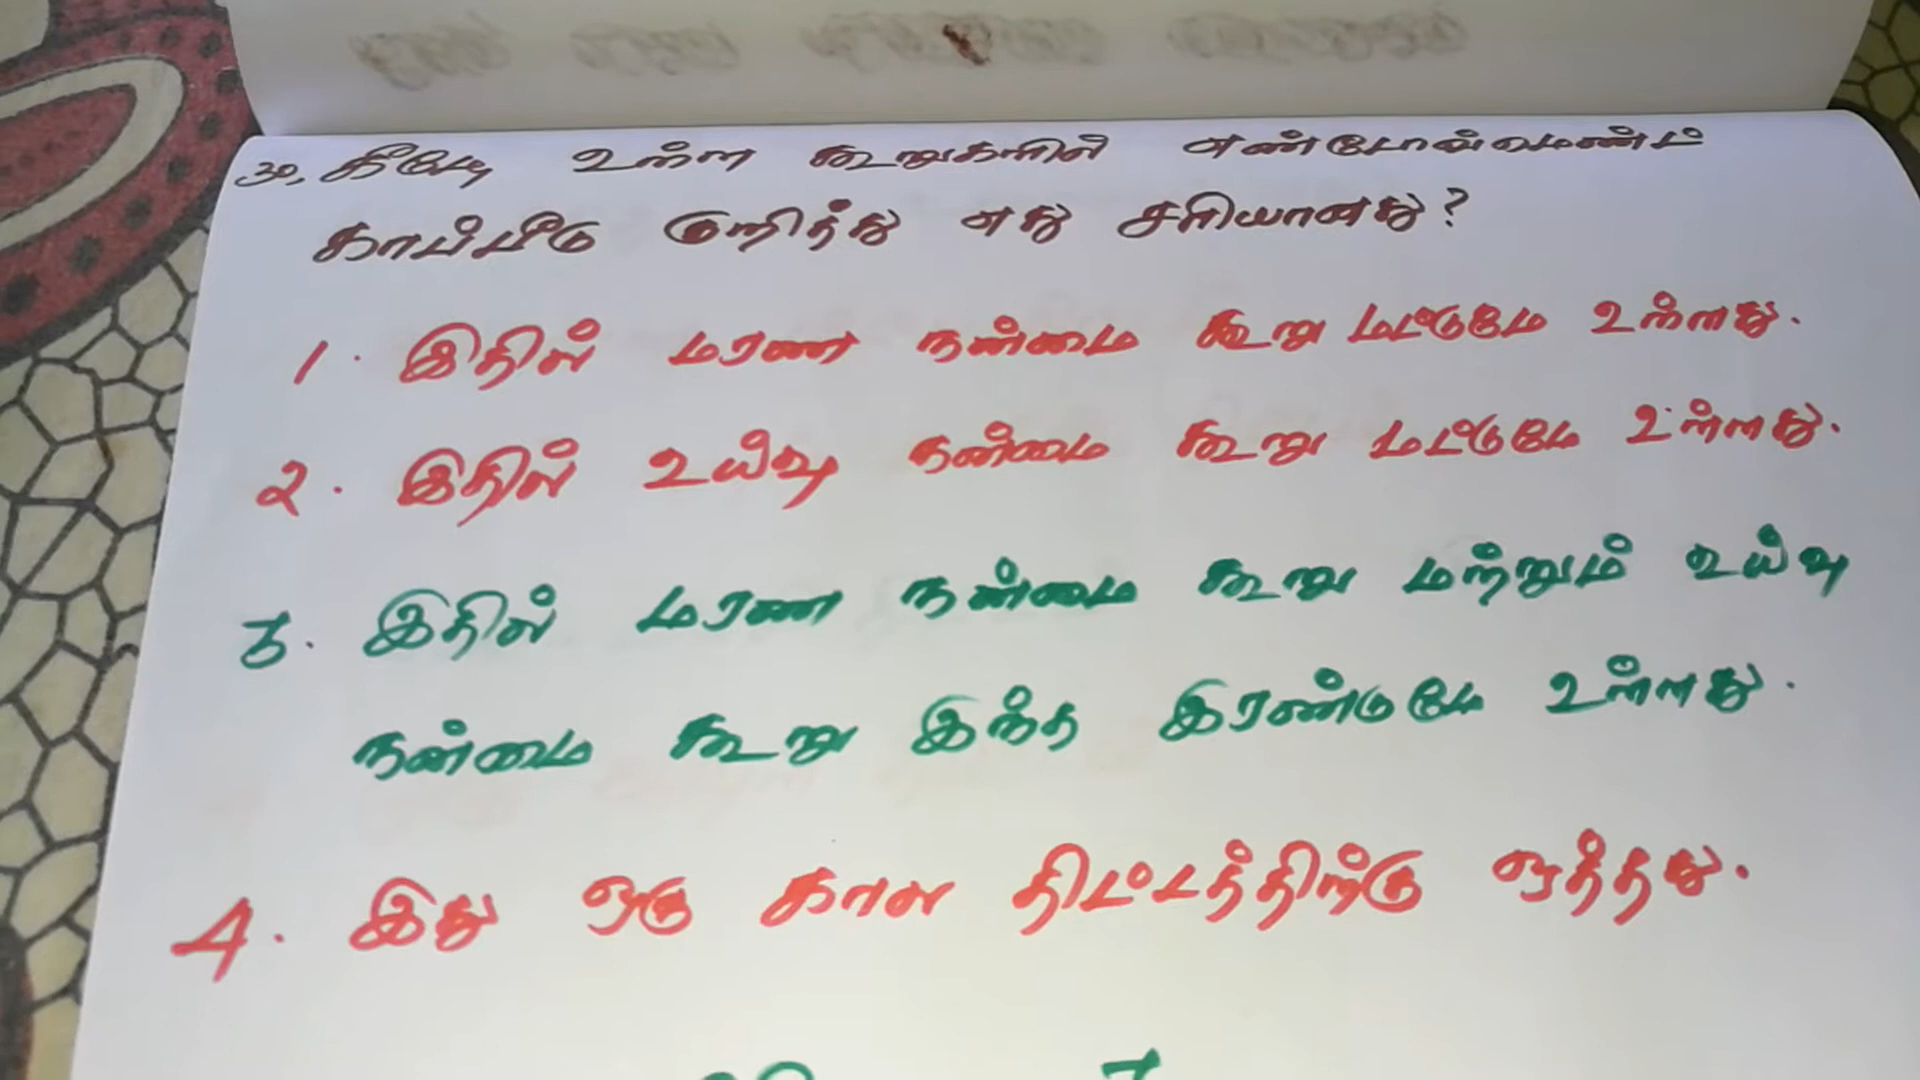 30, கீழே உள்ள கூறுகளில் எண்டோவ்மெண்ட்
காப்பீடு குறித்து எது சரியானது?
1. இதில் மரண நன்மை கூறு மட்டுமே உள்ளது.
2. இதில் உய்வு நன்மை கூறு மட்டுமே உள்ளது.
3. இதில் மரண நன்மை கூறு மற்றும் உய்வு
நன்மை கூறு இந்த இரண்டுமே உள்ளது.
4. இது ஒரு கால திட்டத்திற்கு ஒத்தது.